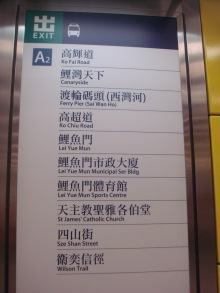 出
EXIT
A2
高輝道
Ko Fai Road
鯉灣天下
Canaryside
渡輪碼頭 (西灣河)
Ferry Pier (Sai Wan Ho)
高超道
Ko Chiu Road
鯉魚門
Lei Yue Mun
鯉魚門市政大廈
Lei Yue Mun Municipal Ser Bldg
鯉魚門體育館
Lei Yue Mun Sports Centre
天主教聖雅各伯堂
St James' Catholic Church
四山街
Sze Shan Street
衞奕信徑
Wilson Trail